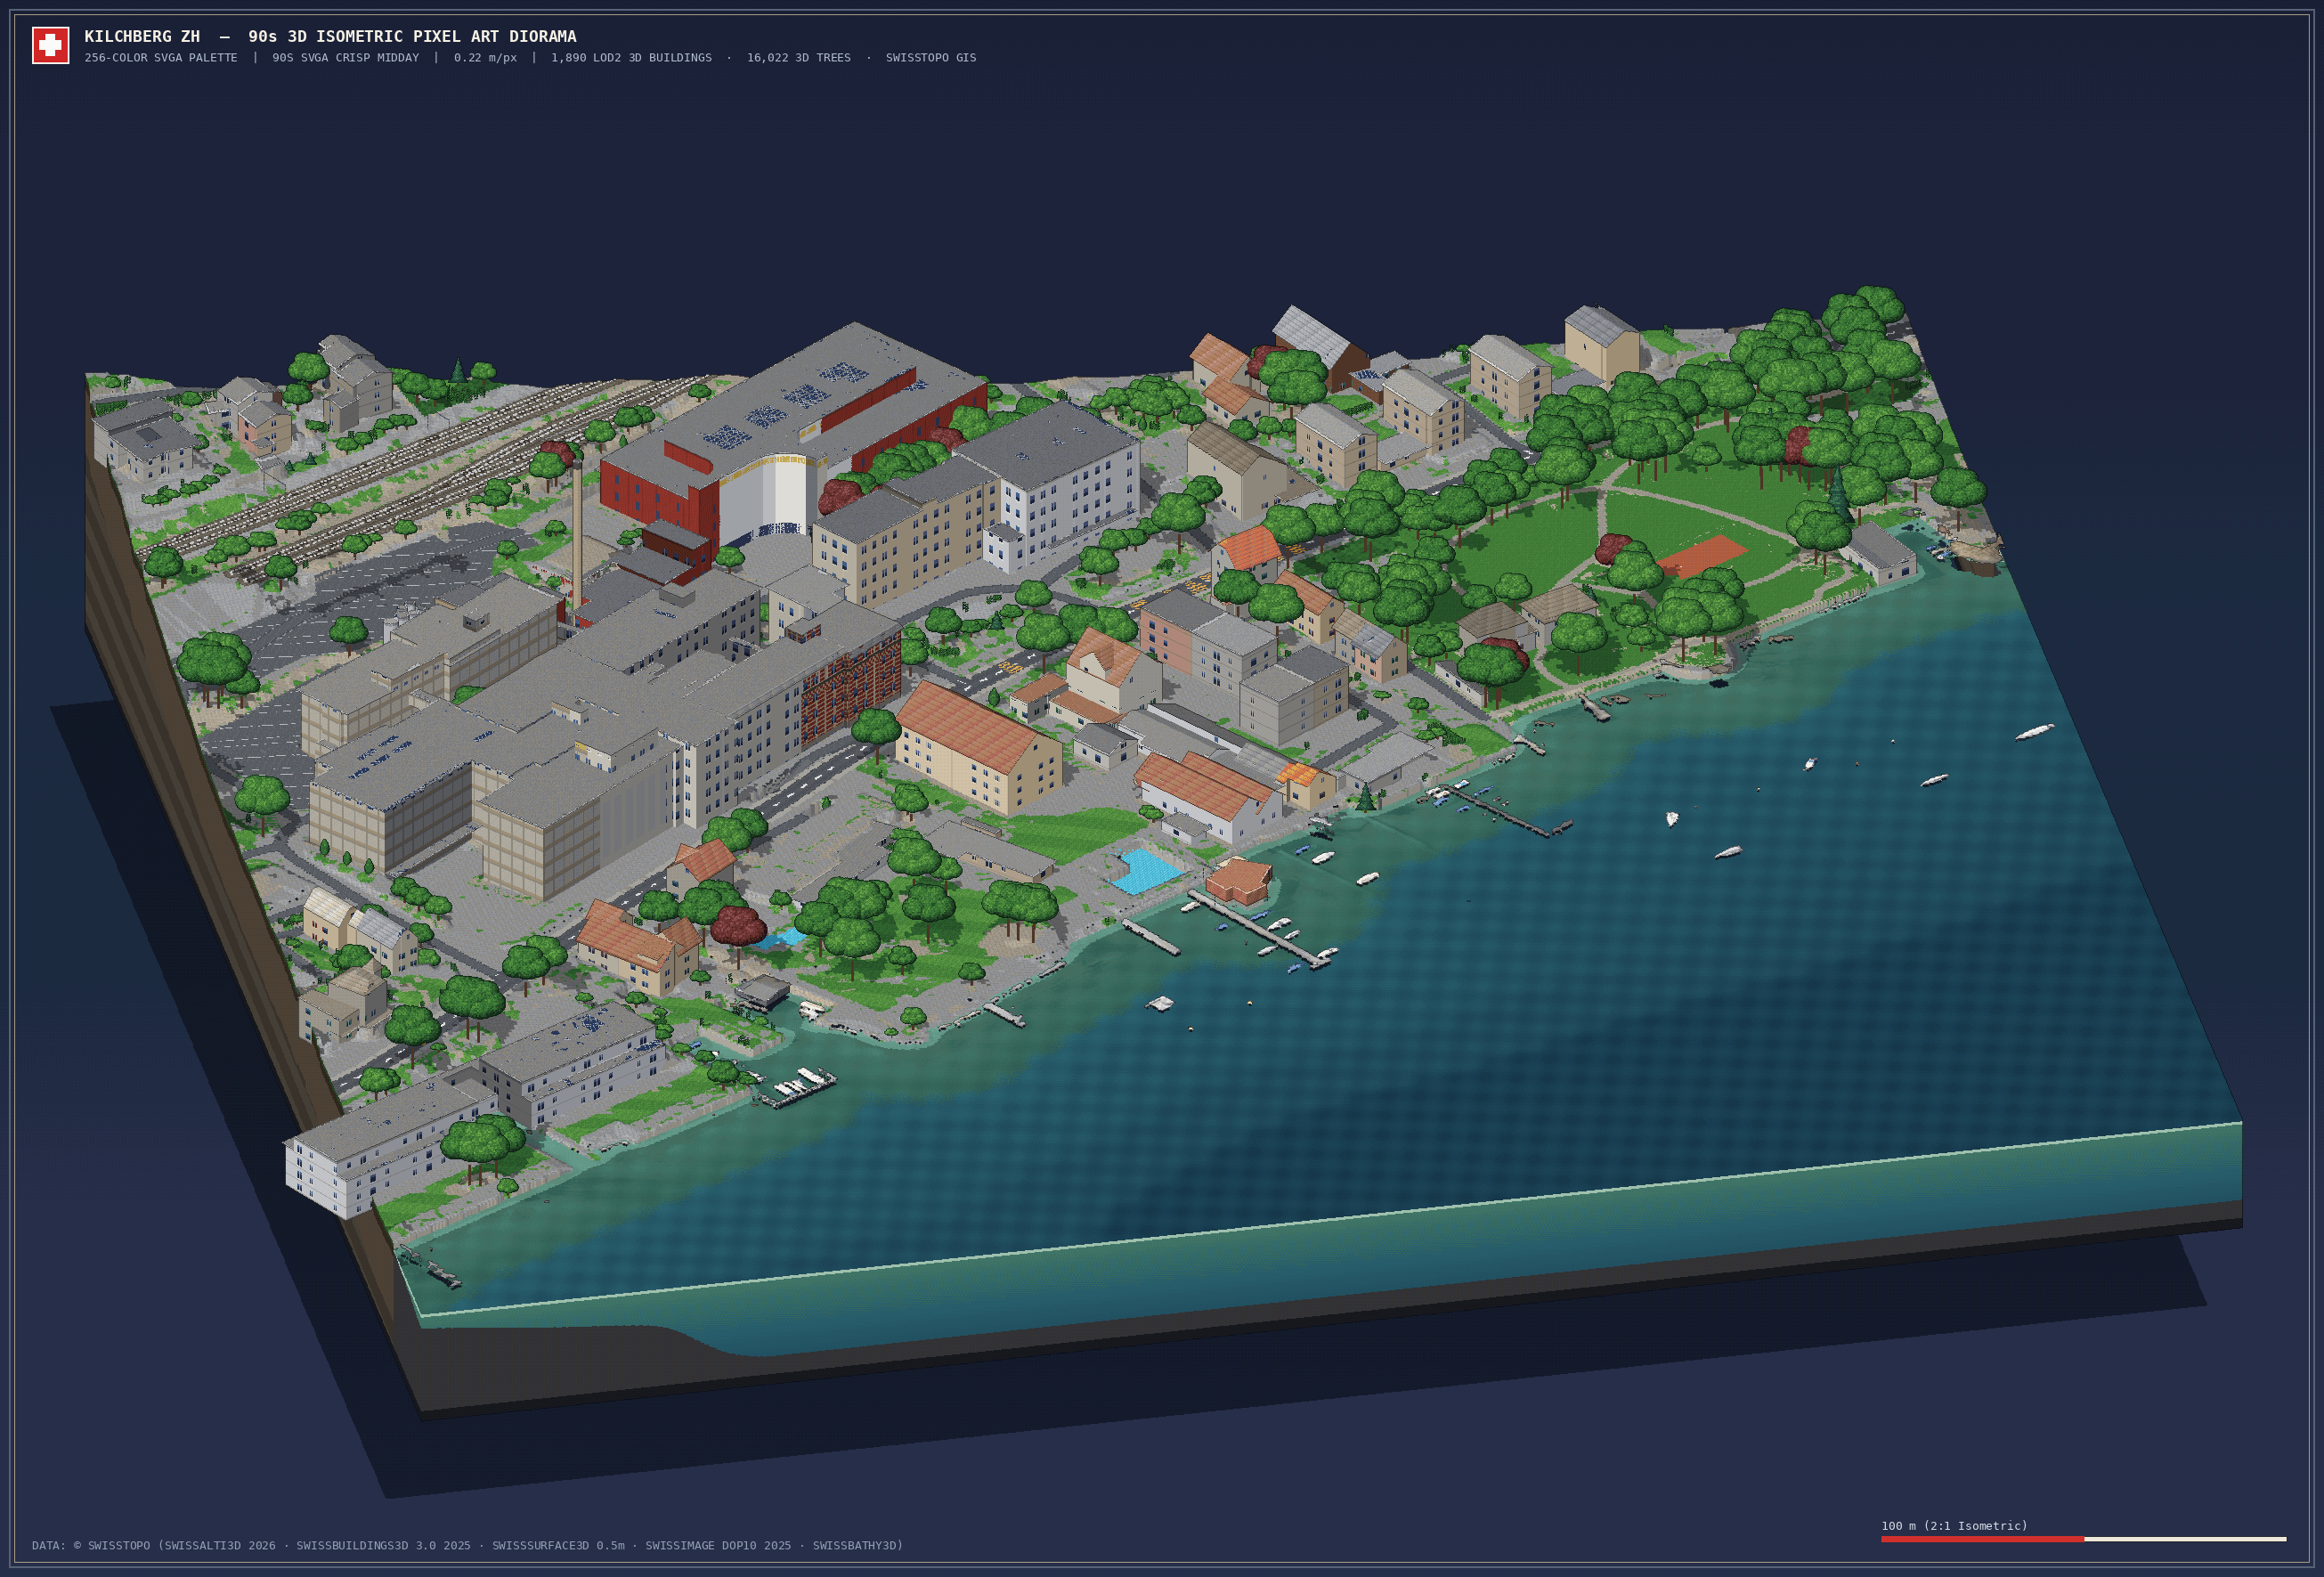 KILCHBERG ZH — 90s 3D ISOMETRIC PIXEL ART DIORAMA
256-COLOR SVGA PALETTE | 90S SVGA CRISP MIDDAY | 0.22 m/px | 1,890 LOD2 3D BUILDINGS · 16,022 3D TREES · SWISSTOPO GIS
100 m (2:1 Isometric)
DATA: © SWISSTOPO (SWISSALTI3D 2026 · SWISSBUILDINGS3D 3.0 2025 · SWISSSURFACE3D 0.5m · SWISSIMAGE DOP10 2025 · SWISSBATHY3D)